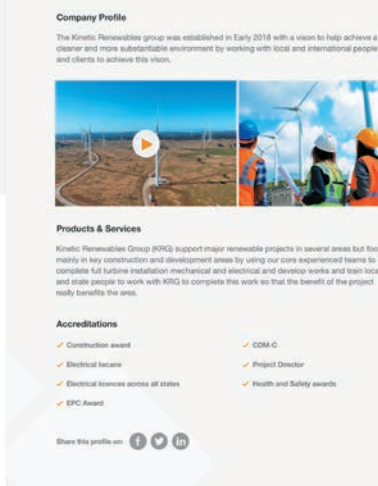 Company Profile
The Kinetic Renewables group was established in Early 2018 with a vison to help achieve a
cleaner and more substantiable environment by working with local and international people
and clients to achieve this vison.
Products & Services
Kinetic Renewables Group (KRG) support major renewable projects in several areas but foc
mainly in key construction and development areas by using our core experienced teams to
complete full turbine installation mechanical and electrical and develop works and train loca
and state people to work with KRG to complete this work so that the benefit of the project
really benefits the area.
Accreditations
Construction award
COM-C
Electrical liacane
Project Director
Electrical licences across all states
Health and Safety awards
EPC Award
Share this profile on: